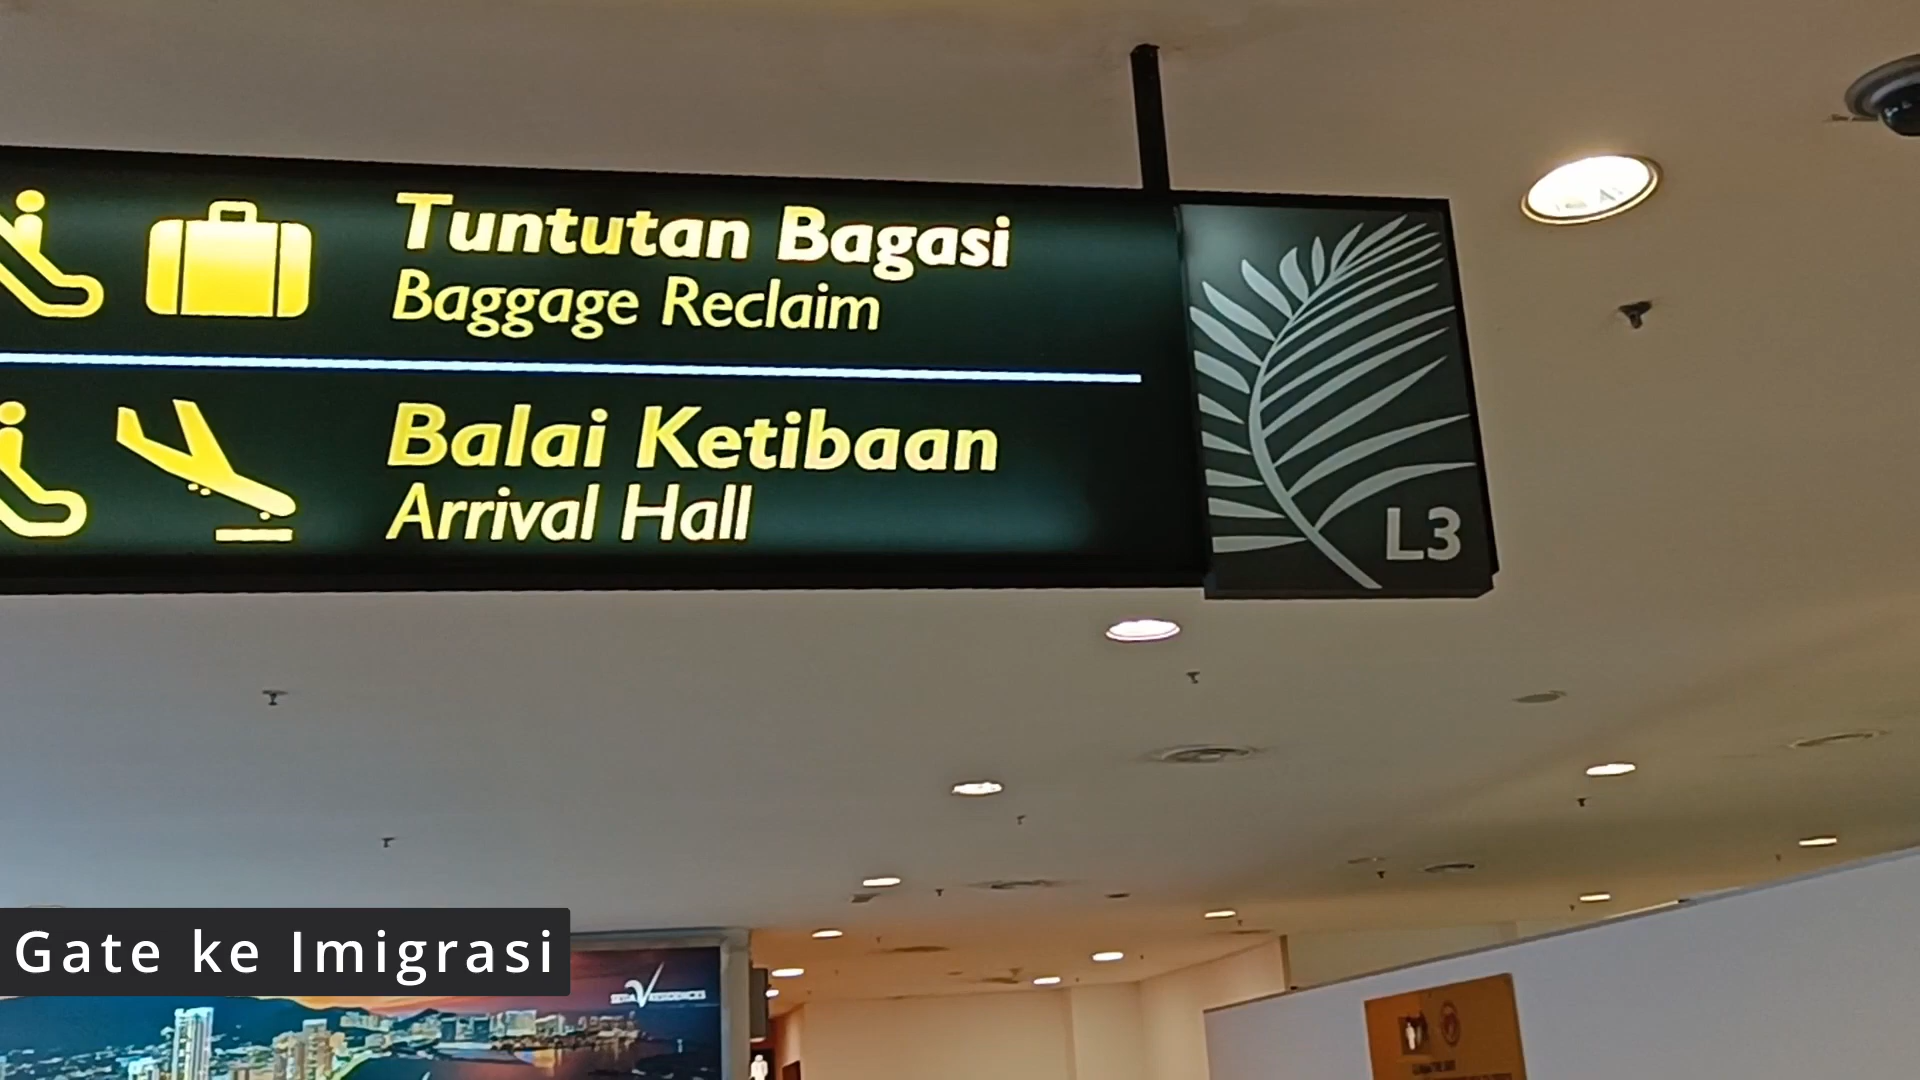 Tuntutan Bagasi
Baggage Reclaim
Balai Ketibaan
Arrival Hall
L3
Gate ke Imigrasi